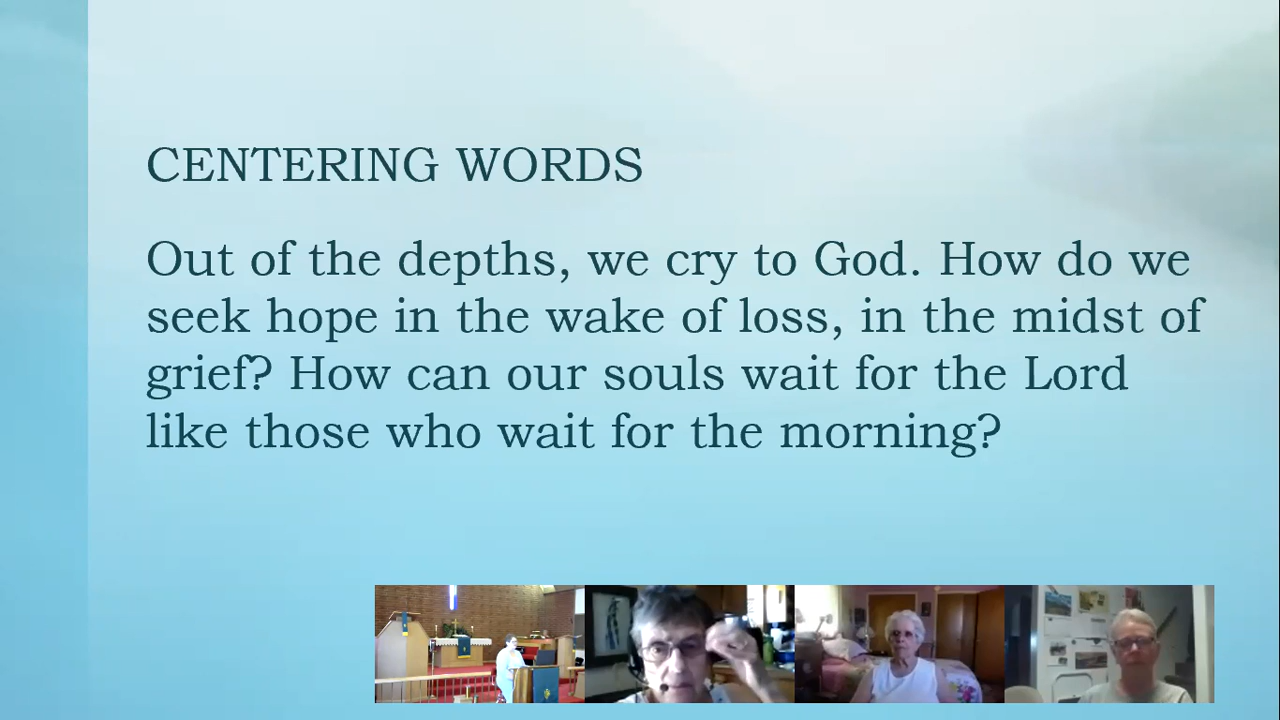 CENTERING WORDS
Out of the depths, we cry to God. How do we
seek hope in the wake of loss, in the midst of
grief? How can our souls wait for the Lord
like those who wait for the morning?